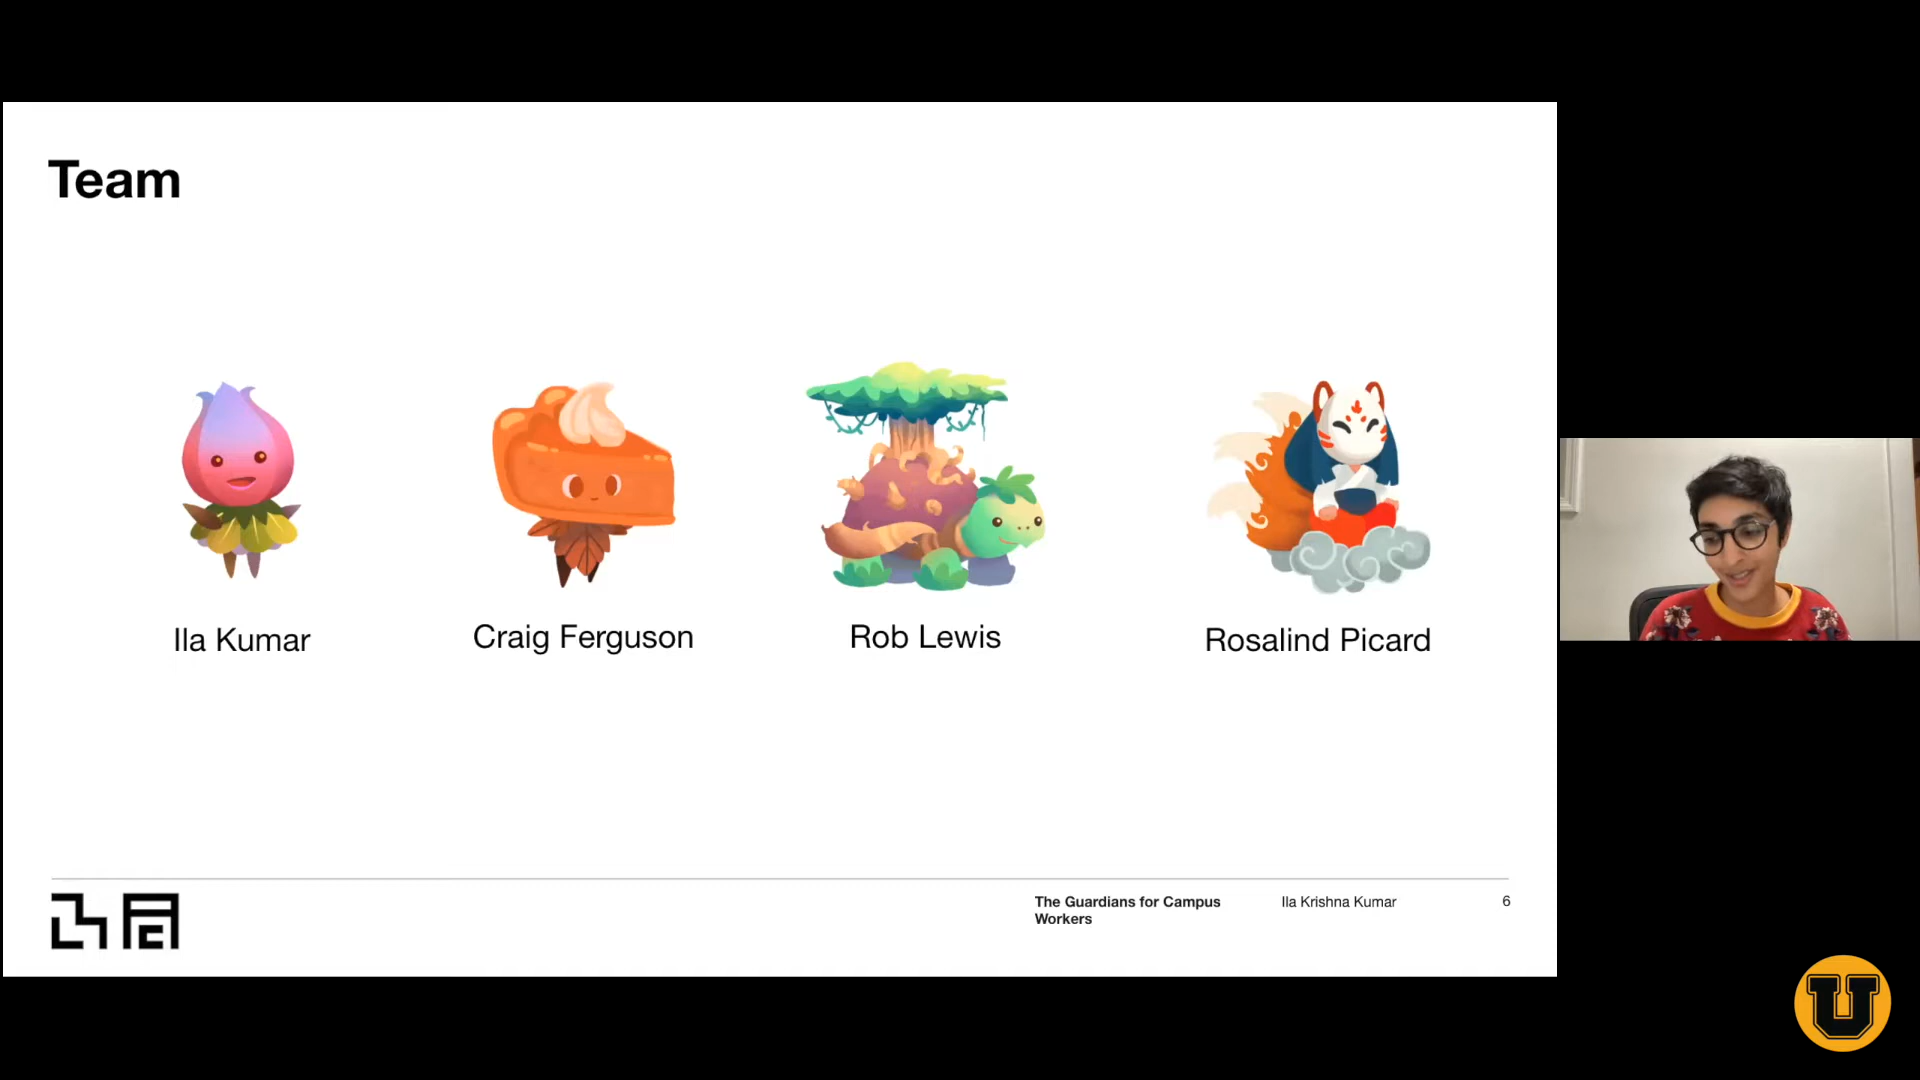 Team
Ila Kumar
Craig Ferguson
Rob Lewis
Rosalind Picard
The Guardians for Campus
Workers
Ila Krishna Kumar
6
U